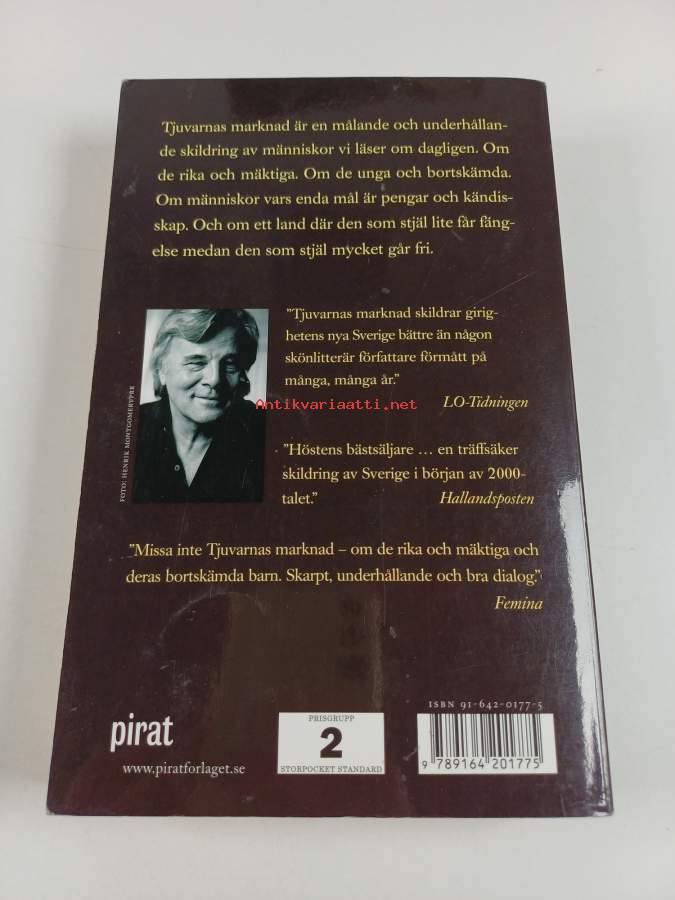 Tjuvarnas marknad är en målande och underhållan-
de skildring av människor vi läser om dagligen. Om
de rika och mäktiga. Om de unga och bortskämda.
Om människor vars enda mål är pengar och kändis-
skap. Och om ett land där den som stjäl lite får fäng-
else medan den som stjäl mycket går fri.
"Tjuvarnas marknad skildrar girig-
hetens nya Sverige bättre än någon
skönlitterär författare förmått på
många, många år."
LO-Tidningen
Antikvariaatti.net
FOTO: HENRIK MONTGOMERY/PRB
"Höstens bästsäljare ... en träffsäker
skildring av Sverige i början av 2000-
talet." Hallandsposten
"Missa inte Tjuvarnas marknad – om de rika och mäktiga och
deras bortskämda barn. Skarpt, underhållande och bra dialog."
Femina
pirat
www.piratforlaget.se
PRISGRUPP
2
STORPOCKET STANDARD
ISBN 91-642-0177-5
9 789164 201775